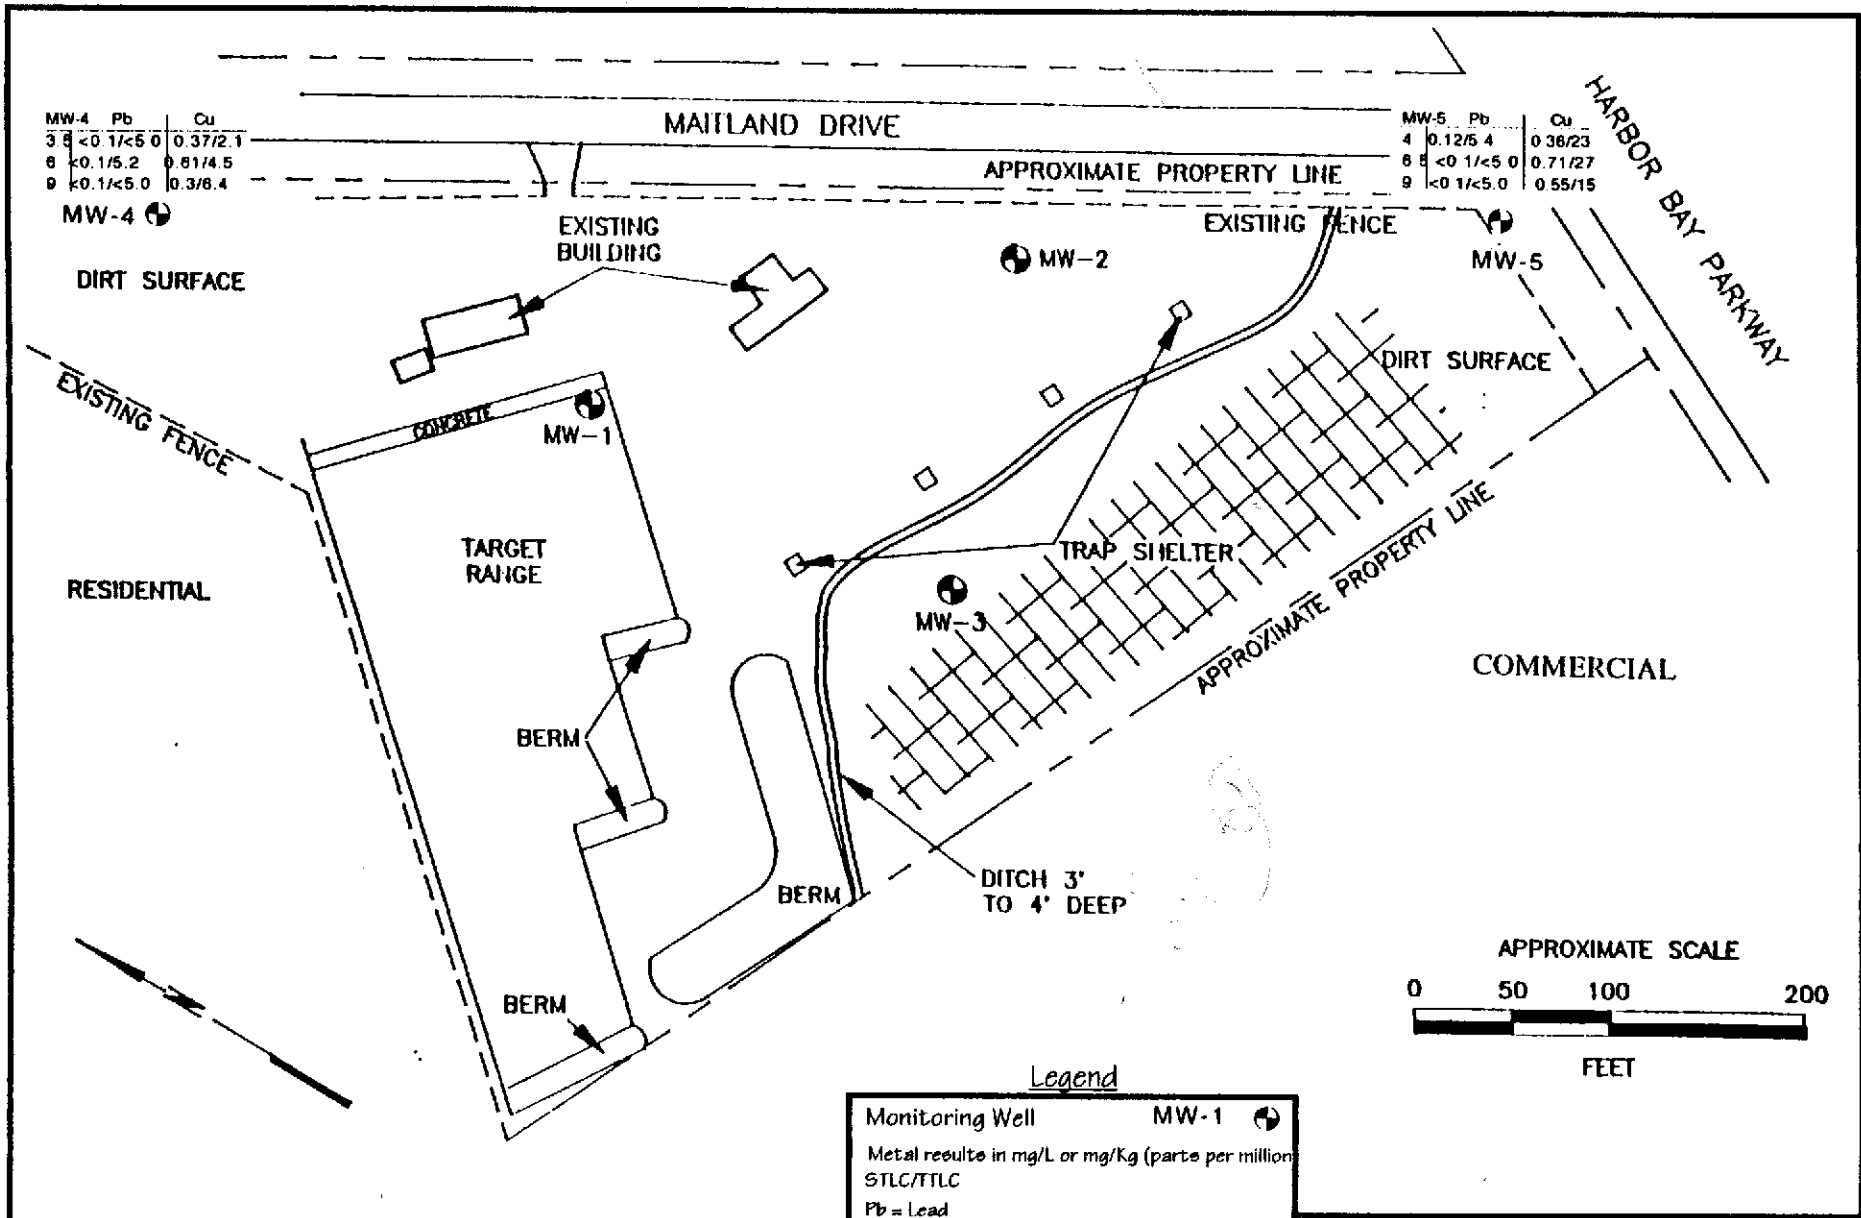 MAITLAND DRIVE
HARBOR BAY PARKWAY
MW-4 Pb Cu
3.5 <0.1/<5 0 0.37/2.1
6 <0.1/5.2 0.61/4.5
9 <0.1/<5.0 0.3/6.4
MW-5 Pb Cu
4 0.12/5 4 0 36/23
6 5 <0 1/<5 0 0.71/27
9 <0 1/<5.0 0.55/15
APPROXIMATE PROPERTY LINE
MW-4
EXISTING
BUILDING
EXISTING FENCE
MW-2
MW-5
DIRT SURFACE
DIRT SURFACE
EXISTING FENCE
CONCRETE
MW-1
TARGET
RANGE
TRAP SHELTER
RESIDENTIAL
MW-3
APPROXIMATE PROPERTY LINE
COMMERCIAL
BERM
BERM
DITCH 3'
TO 4' DEEP
BERM
APPROXIMATE SCALE
0 50 100 200
FEET
Legend
Monitoring Well MW-1
Metal results in mg/L or mg/Kg (parts per million
STLC/TTLC
Pb = Lead